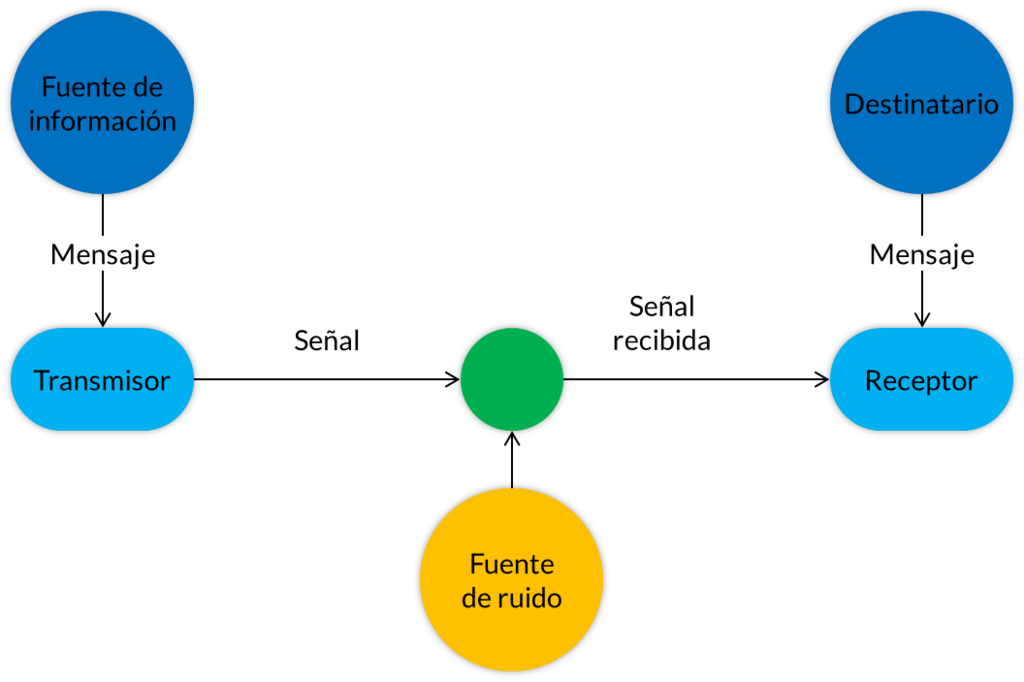 Fuente de
información
Destinatario
Mensaje
Mensaje
Señal
Señal
recibida
Transmisor
Receptor
Fuente
de ruido